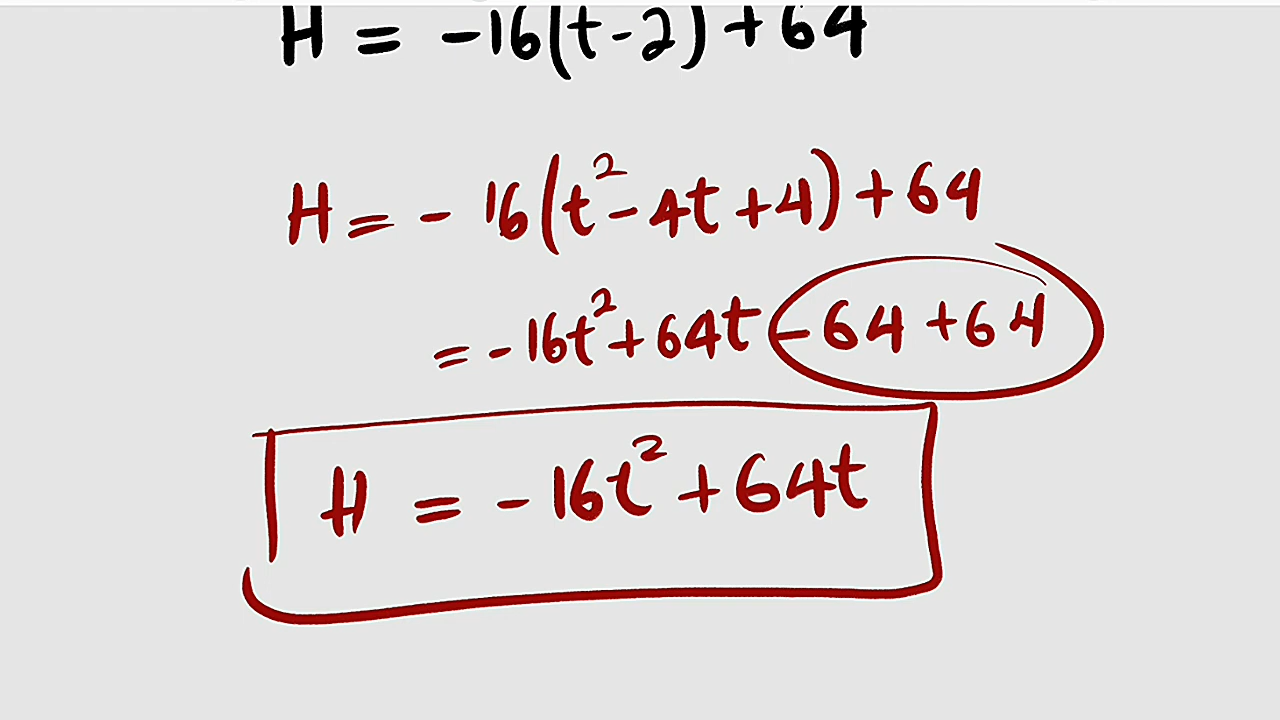 H = -16(t-2)+64
H = - 16(t²-4t+4)+64
= -16t²+64t-64+64
H = -16t²+64t